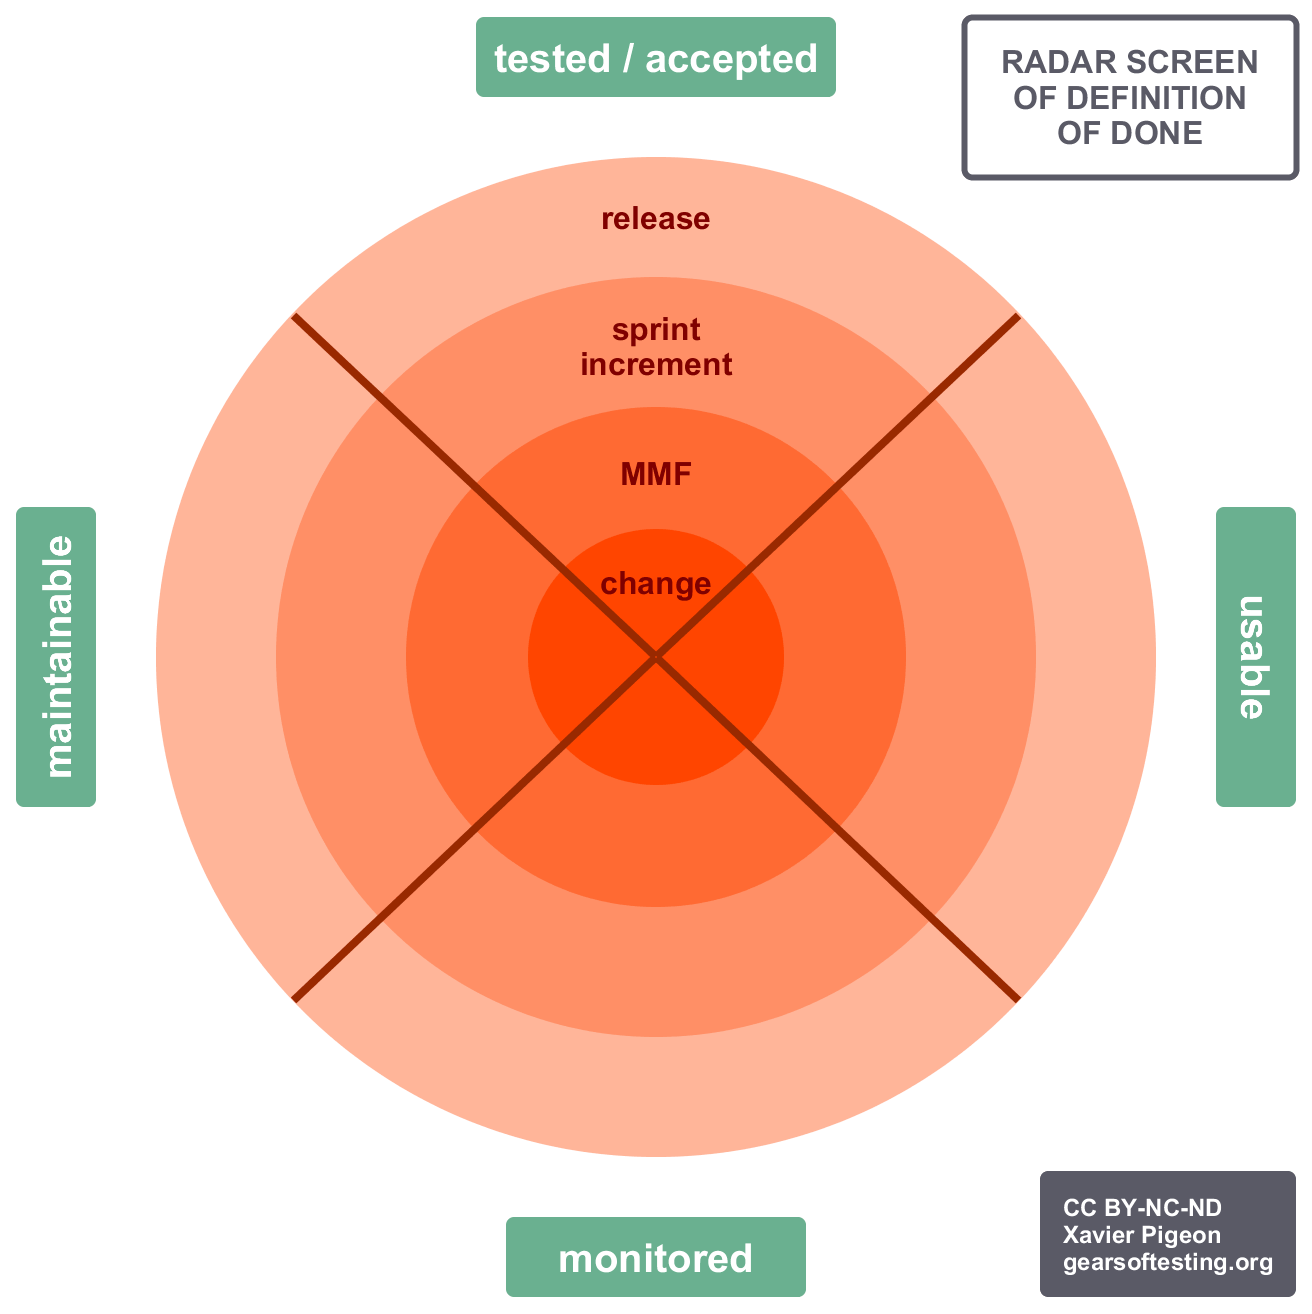 tested / accepted
RADAR SCREEN
OF DEFINITION
OF DONE
release
sprint
increment
MMF
change
maintainable
usable
monitored
CC BY-NC-ND
Xavier Pigeon
gearsoftesting.org